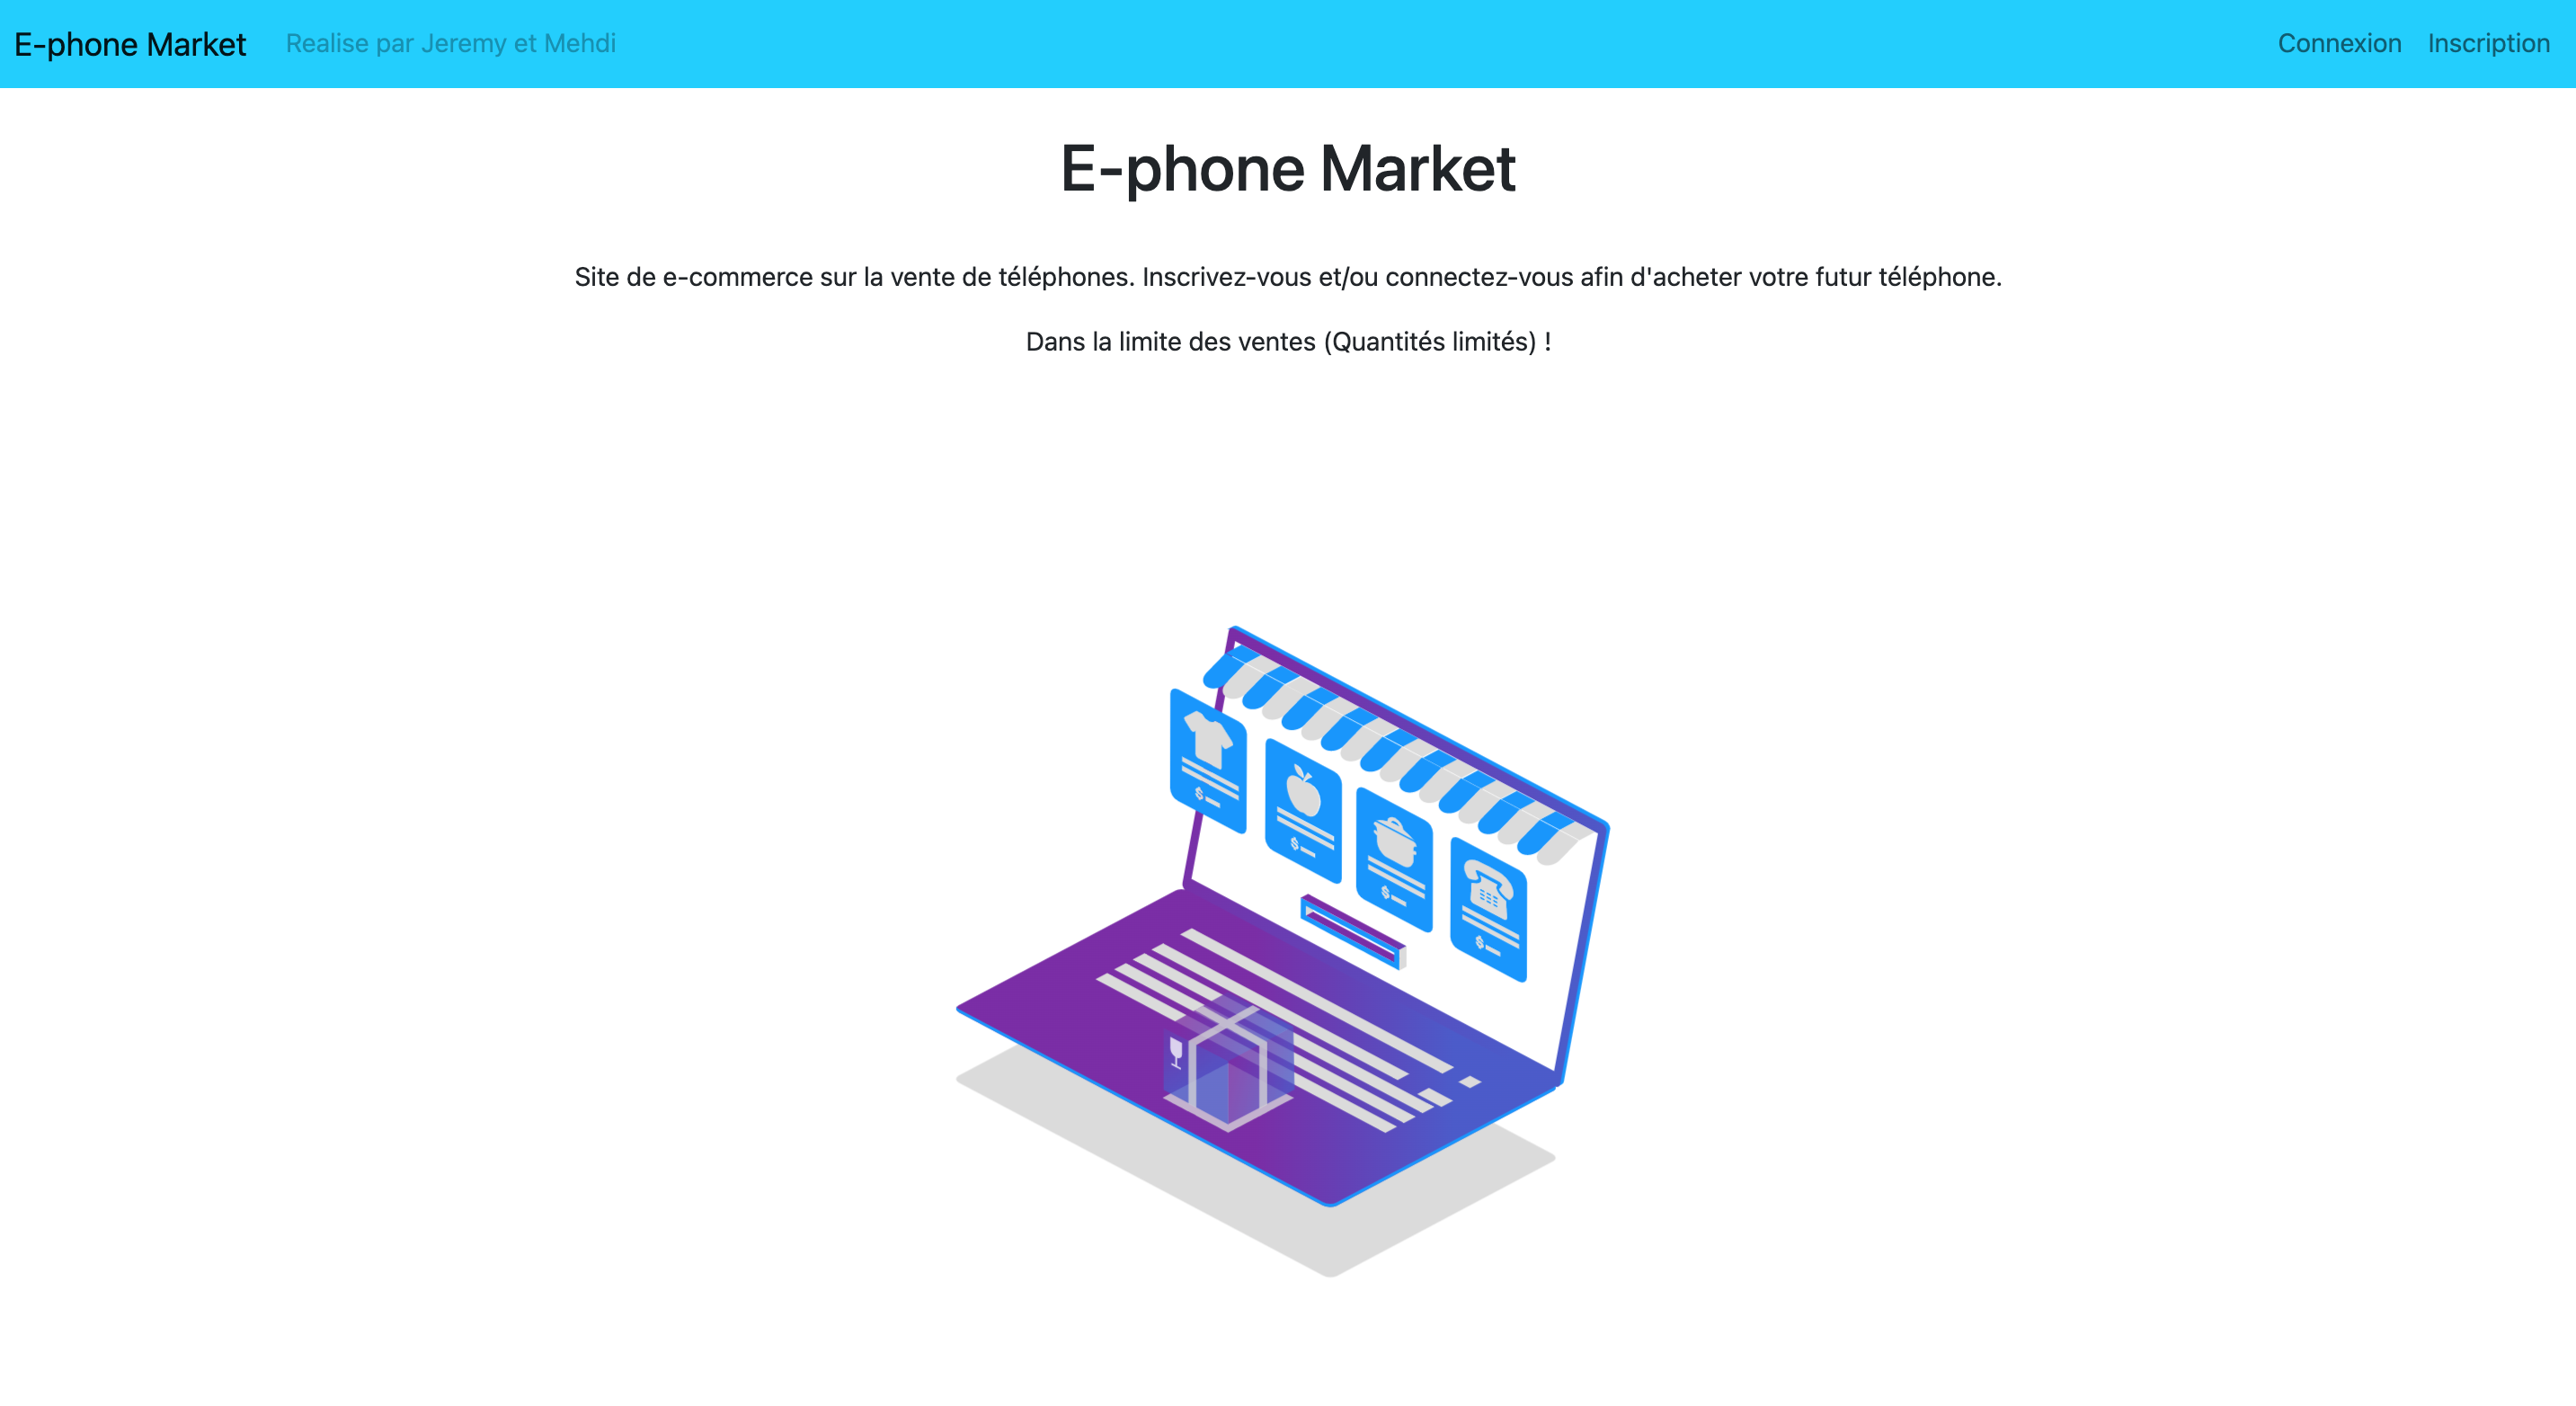 E-phone Market Realise par Jeremy et Mehdi Connexion Inscription
E-phone Market
Site de e-commerce sur la vente de téléphones. Inscrivez-vous et/ou connectez-vous afin d'acheter votre futur téléphone.
Dans la limite des ventes (Quantités limités) !
$ $ $ $